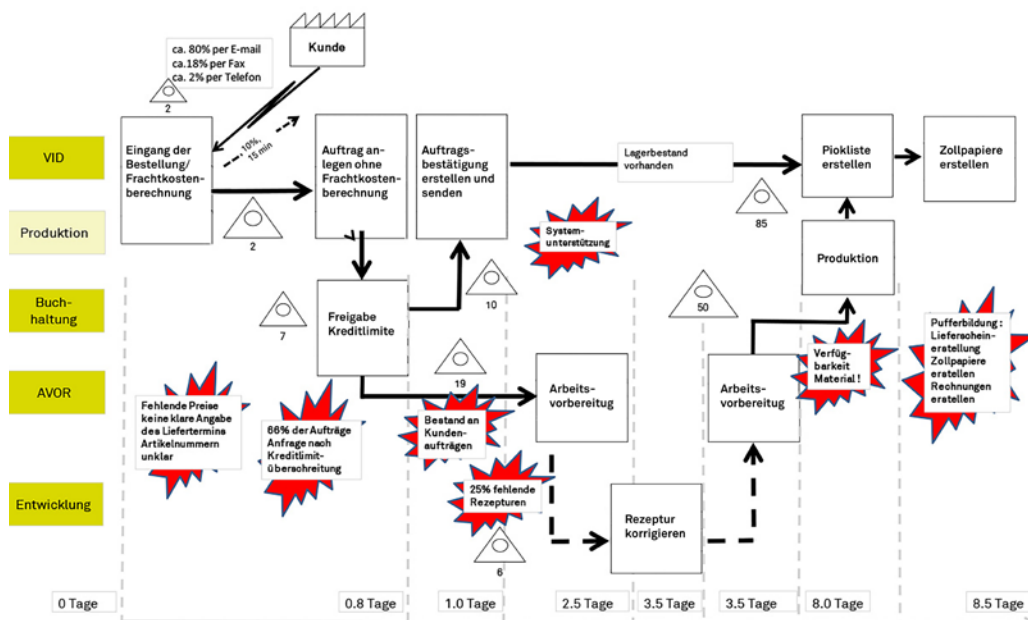 ca. 80% per E-mail
ca.18% per Fax
ca. 2% per Telefon
Kunde
2
VID
Eingang der
Bestellung/
Frachtkosten-
berechnung
10%,
15 min
Auftrag an-
legen ohne
Frachtkosten-
berechnung
Auftrags-
bestätigung
erstellen und
senden
Lagerbestand
vorhanden
Piokliste
erstellen
Zollpapiere
erstellen
2
85
Produktion
System-
unterstützung
Produktion
Buch-
haltung
7
Freigabe
Kreditlimite
10
50
Pufferbildung :
Lieferschein-
erstellung
Zollpapiere
erstellen
Rechnungen
erstellen
Verfüg-
barkeit
Material !
19
AVOR
Arbeits-
vorbereitug
Arbeits-
vorbereitug
Fehlende Preise
keine klare Angabe
des Liefertermins
Artikelnummern
unklar
66% der Aufträge
Anfrage nach
Kreditlimit-
überschreitung
Bestand an
Kunden-
aufträgen
Entwicklung
25% fehlende
Rezepturen
Rezeptur
korrigieren
6
0 Tage
0.8 Tage
1.0 Tage
2.5 Tage
3.5 Tage
3.5 Tage
8.0 Tage
8.5 Tage